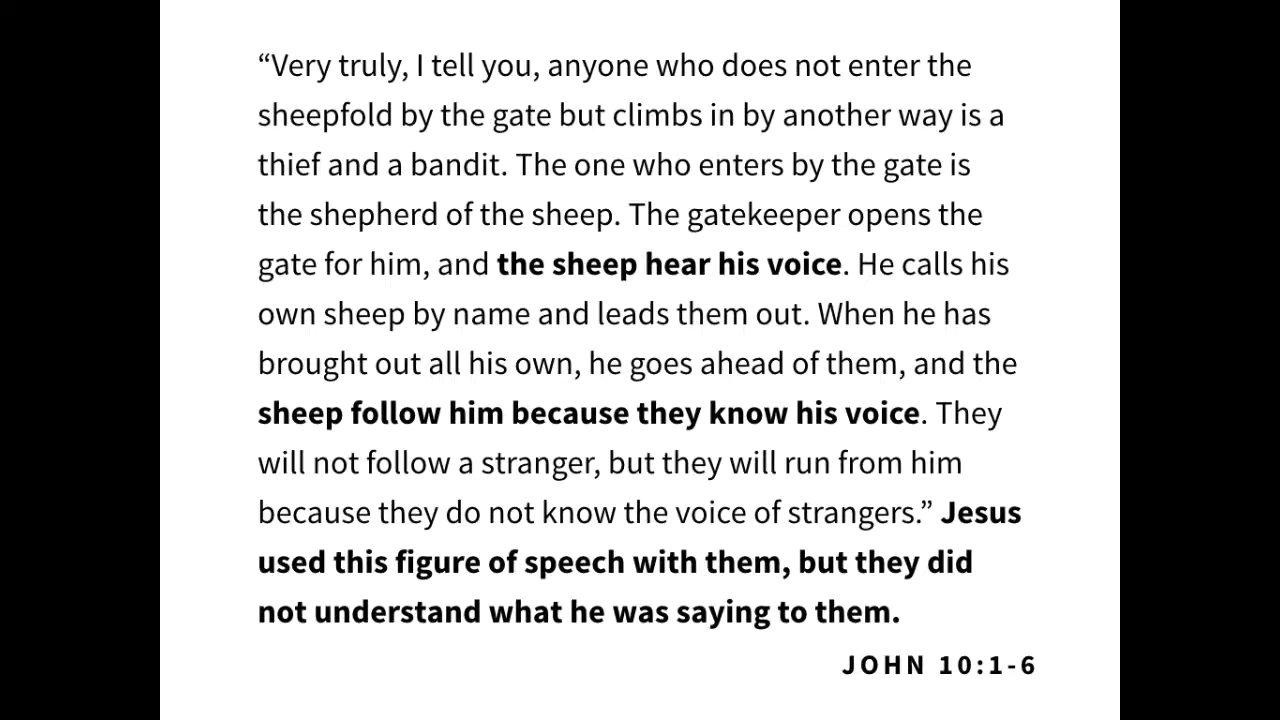 “Very truly, I tell you, anyone who does not enter the
sheepfold by the gate but climbs in by another way is a
thief and a bandit. The one who enters by the gate is
the shepherd of the sheep. The gatekeeper opens the
gate for him, and the sheep hear his voice. He calls his
own sheep by name and leads them out. When he has
brought out all his own, he goes ahead of them, and the
sheep follow him because they know his voice. They
will not follow a stranger, but they will run from him
because they do not know the voice of strangers.” Jesus
used this figure of speech with them, but they did
not understand what he was saying to them.
JOHN 10:1-6